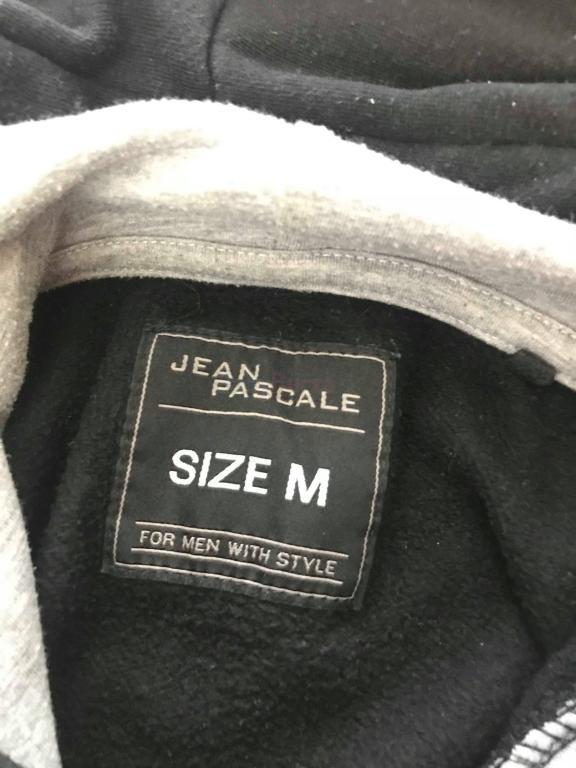 JEAN
PASCALE
SIZE M
FOR MEN WITH STYLE